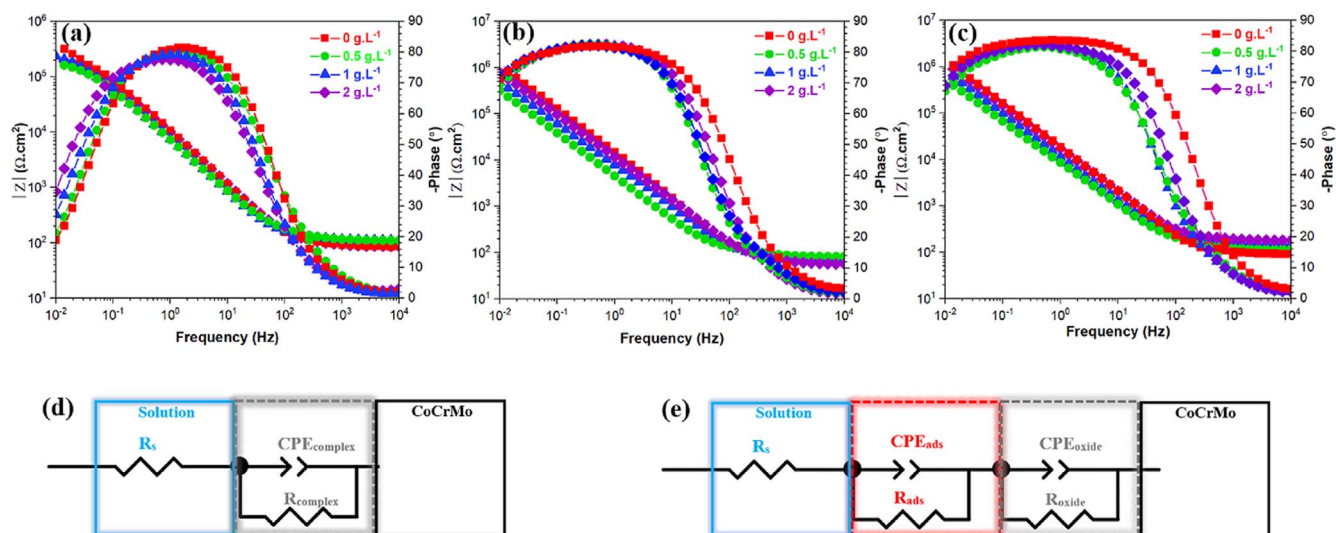 (a)
0 g.L⁻¹
0.5 g.L⁻¹
1 g.L⁻¹
2 g.L⁻¹
|Z| (Ω.cm²)
10⁶
10⁵
10⁴
10³
10²
10¹
90
80
70
60
50
40
30
20
10
0
-Phase (°)
10⁻² 10⁻¹ 10⁰ 10¹ 10² 10³ 10⁴
Frequency (Hz)
(b)
0 g.L⁻¹
0.5 g.L⁻¹
1 g.L⁻¹
2 g.L⁻¹
|Z| (Ω.cm²)
10⁷
10⁶
10⁵
10⁴
10³
10²
10¹
90
80
70
60
50
40
30
20
10
0
-Phase (°)
10⁻² 10⁻¹ 10⁰ 10¹ 10² 10³ 10⁴
Frequency (Hz)
(c)
0 g.L⁻¹
0.5 g.L⁻¹
1 g.L⁻¹
2 g.L⁻¹
|Z| (Ω.cm²)
10⁷
10⁶
10⁵
10⁴
10³
10²
10¹
90
80
70
60
50
40
30
20
10
0
-Phase (°)
10⁻² 10⁻¹ 10⁰ 10¹ 10² 10³ 10⁴
Frequency (Hz)
(d)
Solution
CoCrMo
Rs
CPEcomplex
Rcomplex
(e)
Solution
CoCrMo
Rs
CPEads
CPEoxide
Rads
Roxide